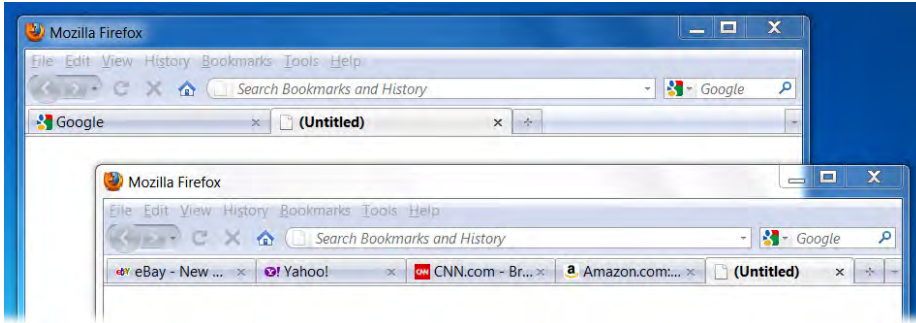 Mozilla Firefox
File Edit View History Bookmarks Tools Help
Search Bookmarks and History
Google
Google
(Untitled)
Mozilla Firefox
File Edit View History Bookmarks Tools Help
Search Bookmarks and History
Google
ebY eBay - New ...
Y! Yahoo!
CNN CNN.com - Br...
a Amazon.com:...
(Untitled)